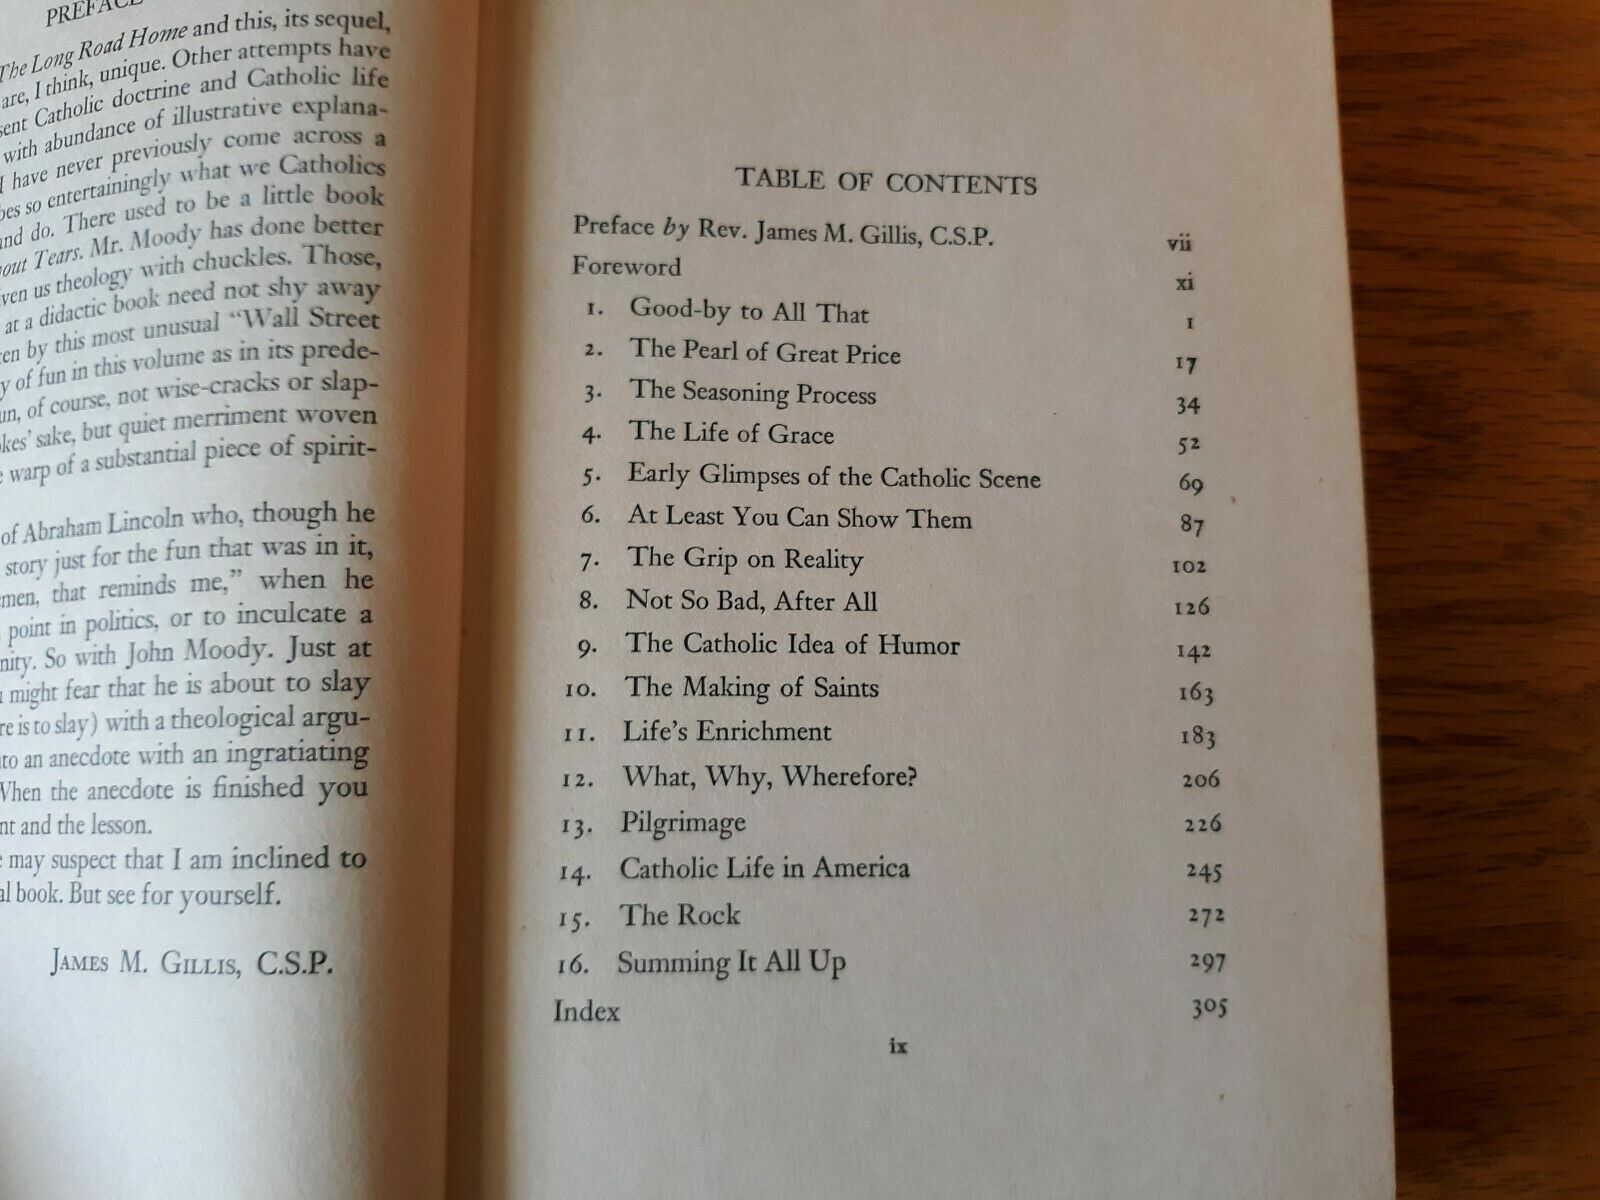 PREFACE
The Long Road Home and this, its sequel,
are, I think, unique. Other attempts have
sent Catholic doctrine and Catholic life
with abundance of illustrative explana-
I have never previously come across a
oes so entertainingly what we Catholics
and do. There used to be a little book
out Tears. Mr. Moody has done better
ven us theology with chuckles. Those,
at a didactic book need not shy away
en by this most unusual “Wall Street
y of fun in this volume as in its prede-
un, of course, not wise-cracks or slap-
kes’ sake, but quiet merriment woven
warp of a substantial piece of spirit-
of Abraham Lincoln who, though he
story just for the fun that was in it,
men, that reminds me,” when he
point in politics, or to inculcate a
nity. So with John Moody. Just at
might fear that he is about to slay
re is to slay) with a theological argu-
to an anecdote with an ingratiating
When the anecdote is finished you
nt and the lesson.
may suspect that I am inclined to
al book. But see for yourself.
JAMES M. GILLIS, C.S.P.
TABLE OF CONTENTS
Preface by Rev. James M. Gillis, C.S.P. vii
Foreword xi
1. Good-by to All That 1
2. The Pearl of Great Price 17
3. The Seasoning Process 34
4. The Life of Grace 52
5. Early Glimpses of the Catholic Scene 69
6. At Least You Can Show Them 87
7. The Grip on Reality 102
8. Not So Bad, After All 126
9. The Catholic Idea of Humor 142
10. The Making of Saints 163
11. Life’s Enrichment 183
12. What, Why, Wherefore? 206
13. Pilgrimage 226
14. Catholic Life in America 245
15. The Rock 272
16. Summing It All Up 297
Index 305
ix